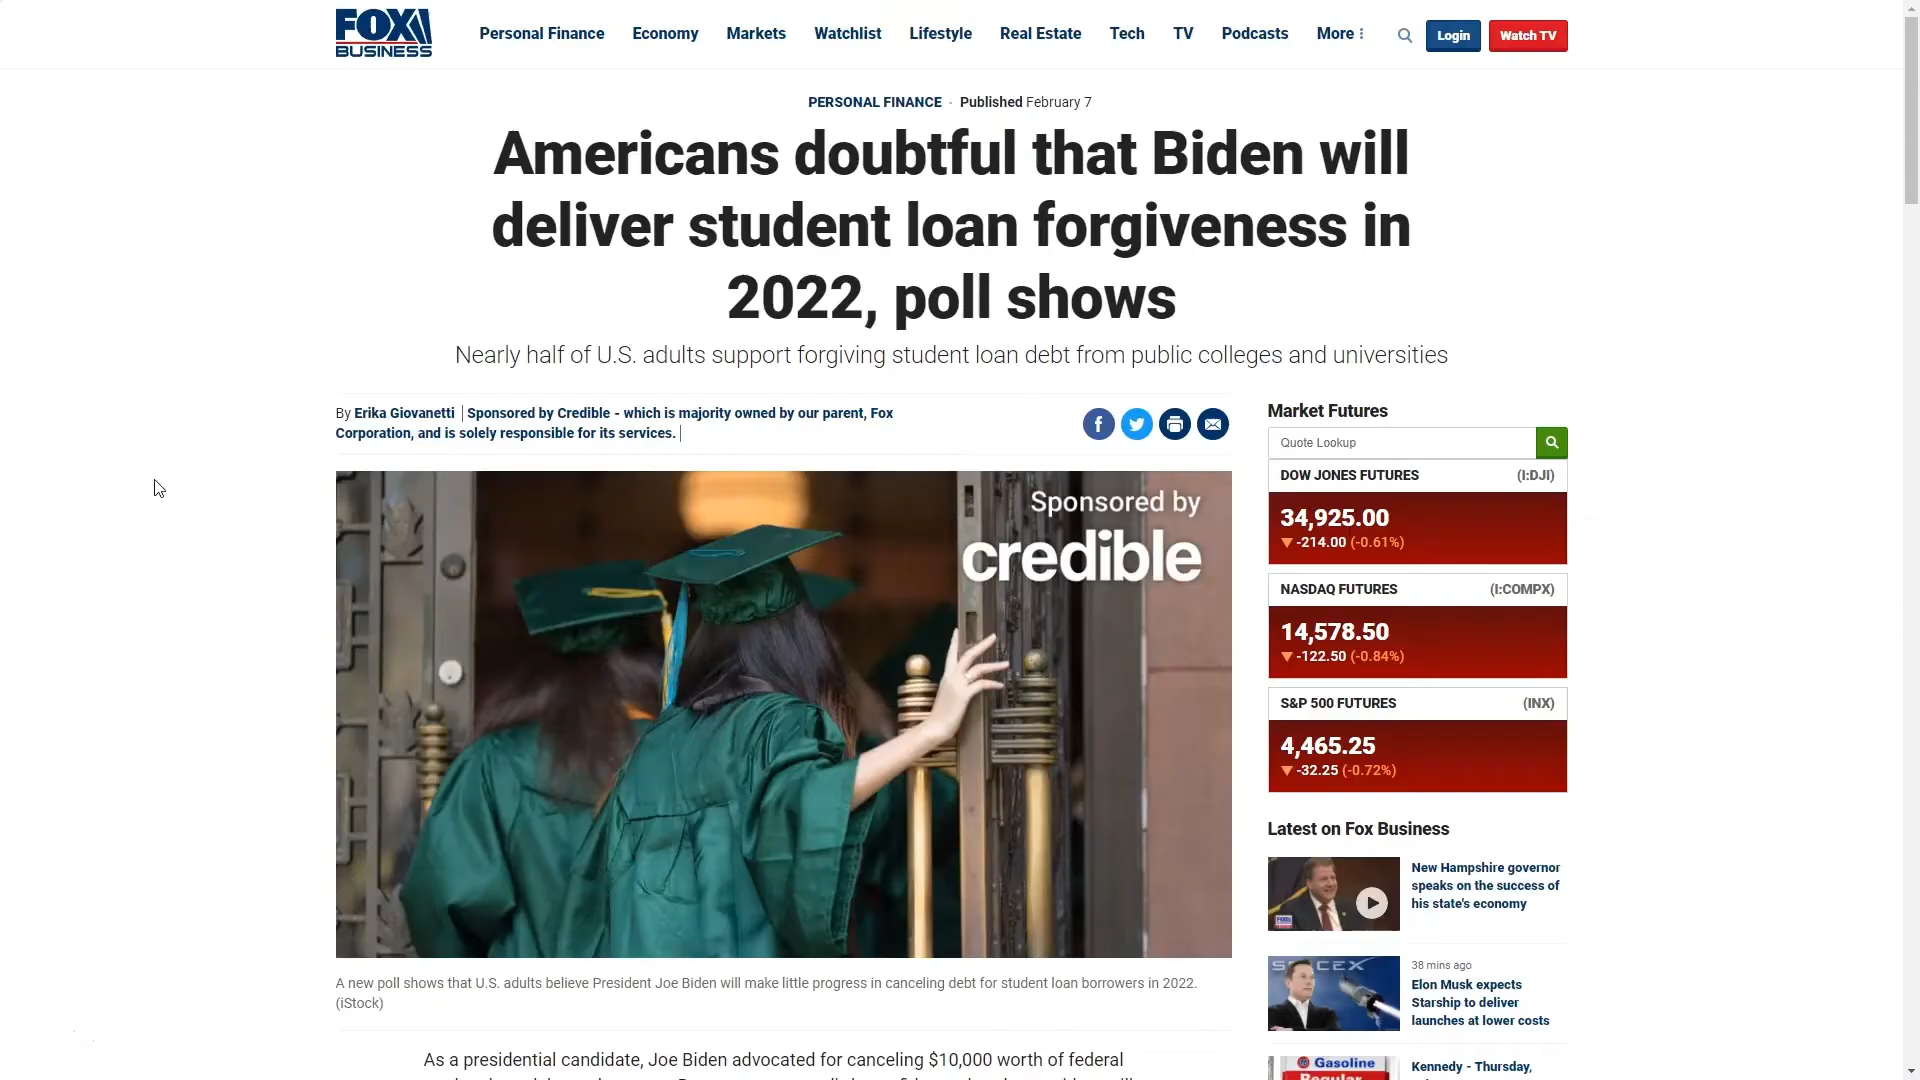 FOX
BUSINESS
Personal Finance Economy Markets Watchlist Lifestyle Real Estate Tech TV Podcasts More
Login
Watch TV
PERSONAL FINANCE · Published February 7
Americans doubtful that Biden will
deliver student loan forgiveness in
2022, poll shows
Nearly half of U.S. adults support forgiving student loan debt from public colleges and universities
By Erika Giovanetti | Sponsored by Credible - which is majority owned by our parent, Fox
Corporation, and is solely responsible for its services. |
Sponsored by
credible
A new poll shows that U.S. adults believe President Joe Biden will make little progress in canceling debt for student loan borrowers in 2022.
(iStock)
As a presidential candidate, Joe Biden advocated for canceling $10,000 worth of federal
Market Futures
Quote Lookup
DOW JONES FUTURES (I:DJI)
34,925.00
▼ -214.00 (-0.61%)
NASDAQ FUTURES (I:COMPX)
14,578.50
▼ -122.50 (-0.84%)
S&P 500 FUTURES (INX)
4,465.25
▼ -32.25 (-0.72%)
Latest on Fox Business
New Hampshire governor
speaks on the success of
his state's economy
SPACEX
38 mins ago
Elon Musk expects
Starship to deliver
launches at lower costs
Gasoline
Regular
Kennedy - Thursday,